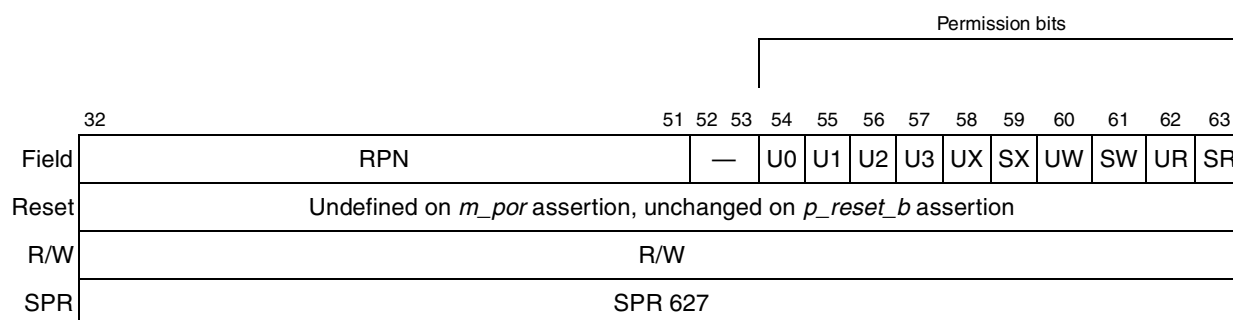 Permission bits
32 51 52 53 54 55 56 57 58 59 60 61 62 63
Field RPN — U0 U1 U2 U3 UX SX UW SW UR SR
Reset Undefined on m_por assertion, unchanged on p_reset_b assertion
R/W R/W
SPR SPR 627